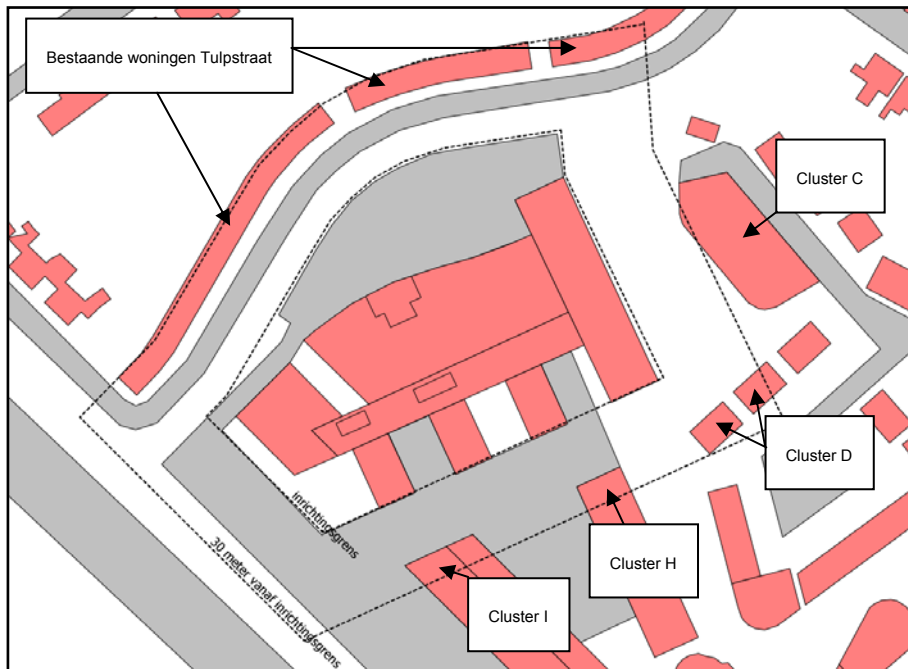 Bestaande woningen Tulpstraat
Cluster C
Cluster D
inrichtingsgrens
Cluster H
30 meter vanaf inrichtingsgrens
Cluster I